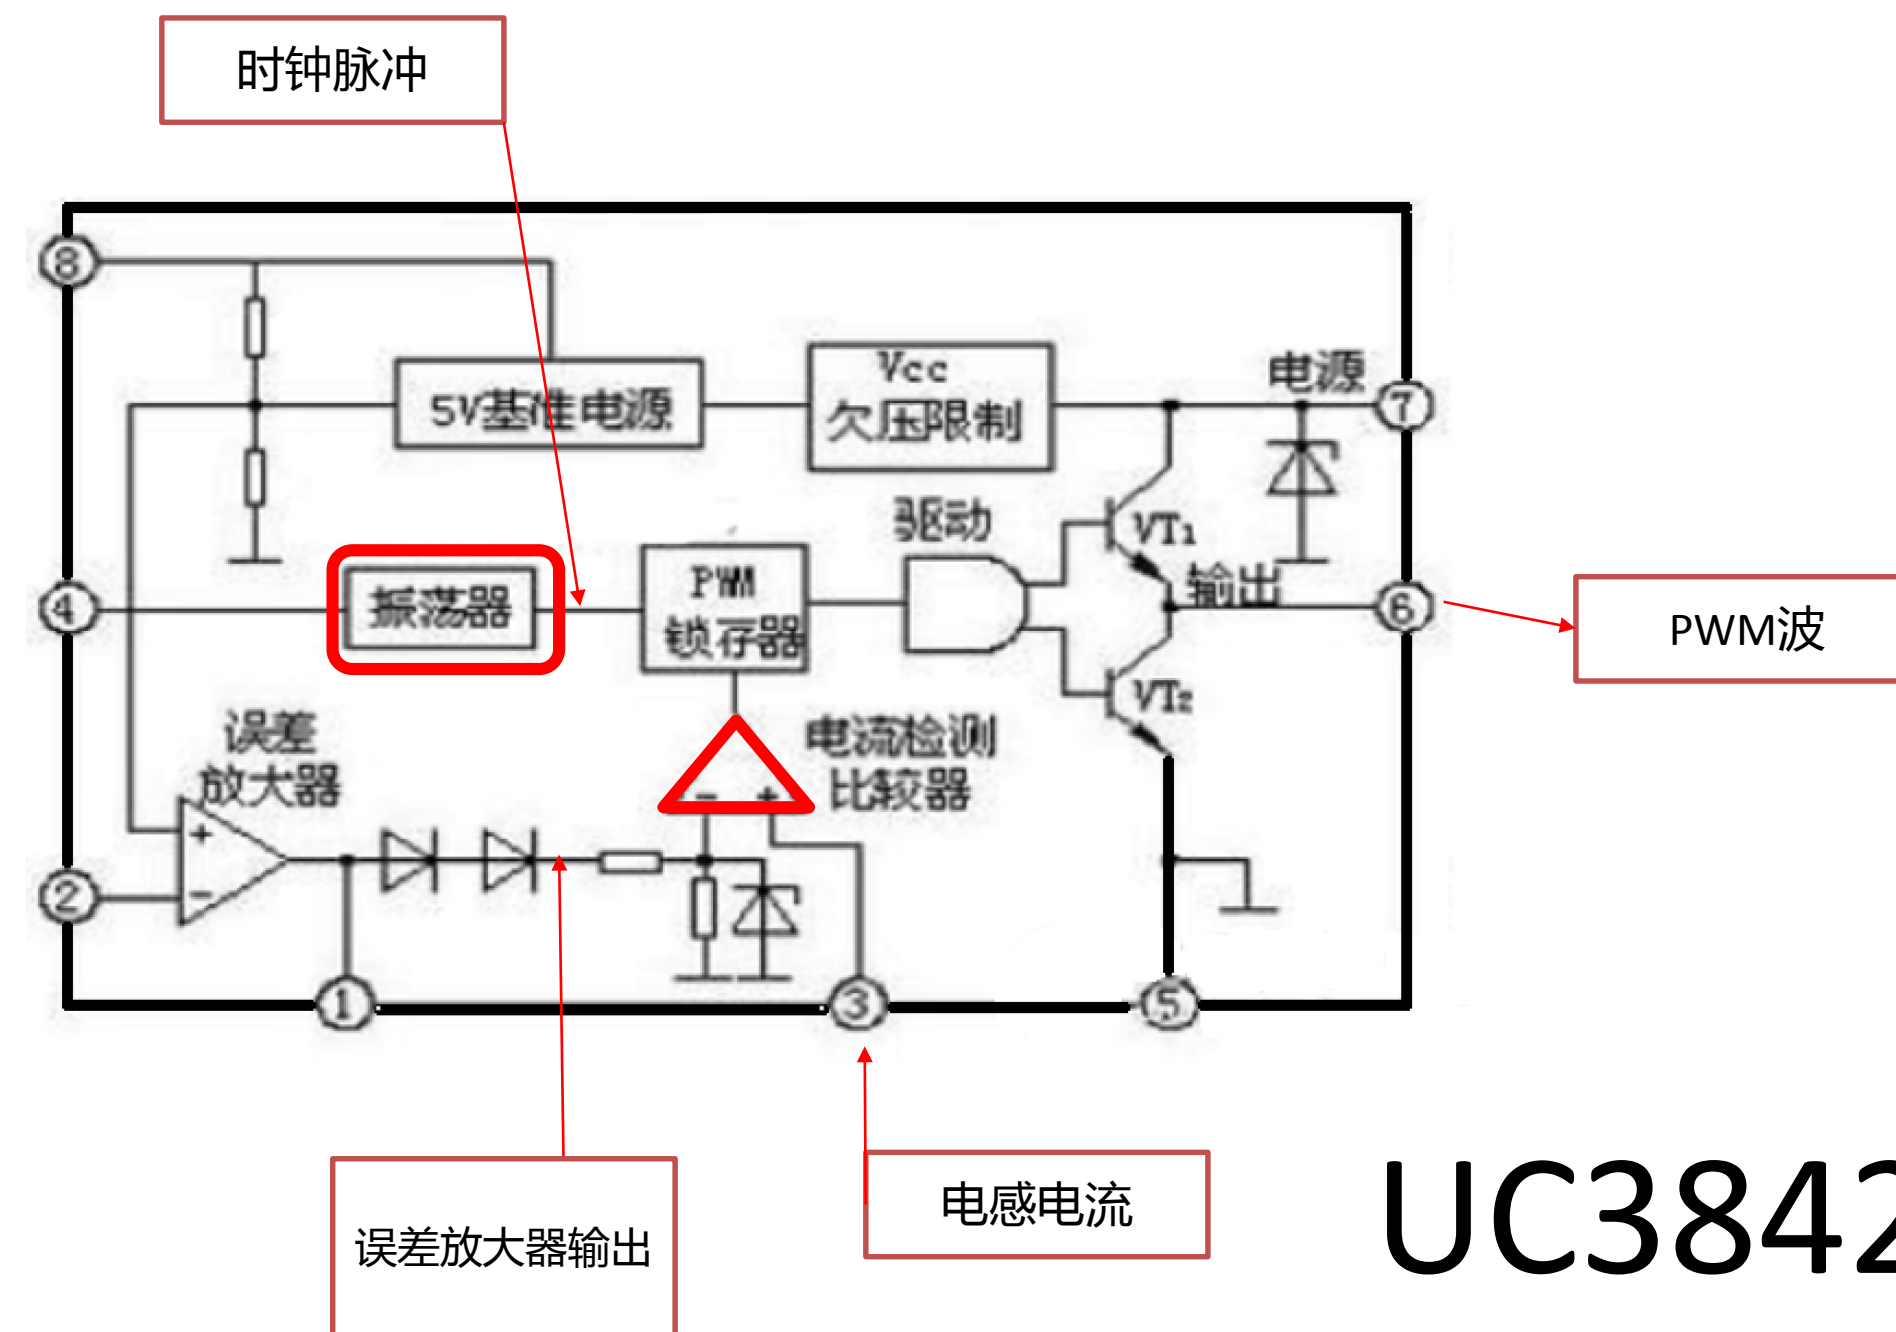 时钟脉冲
8
5V基准电源
Vcc
欠压限制
电源
7
驱动
VT1
4
振荡器
PWM
锁存器
输出
6
PWM波
VT2
误差
放大器
电流检测
比较器
- +
+
-
2
1
3
5
误差放大器输出
电感电流
UC3842